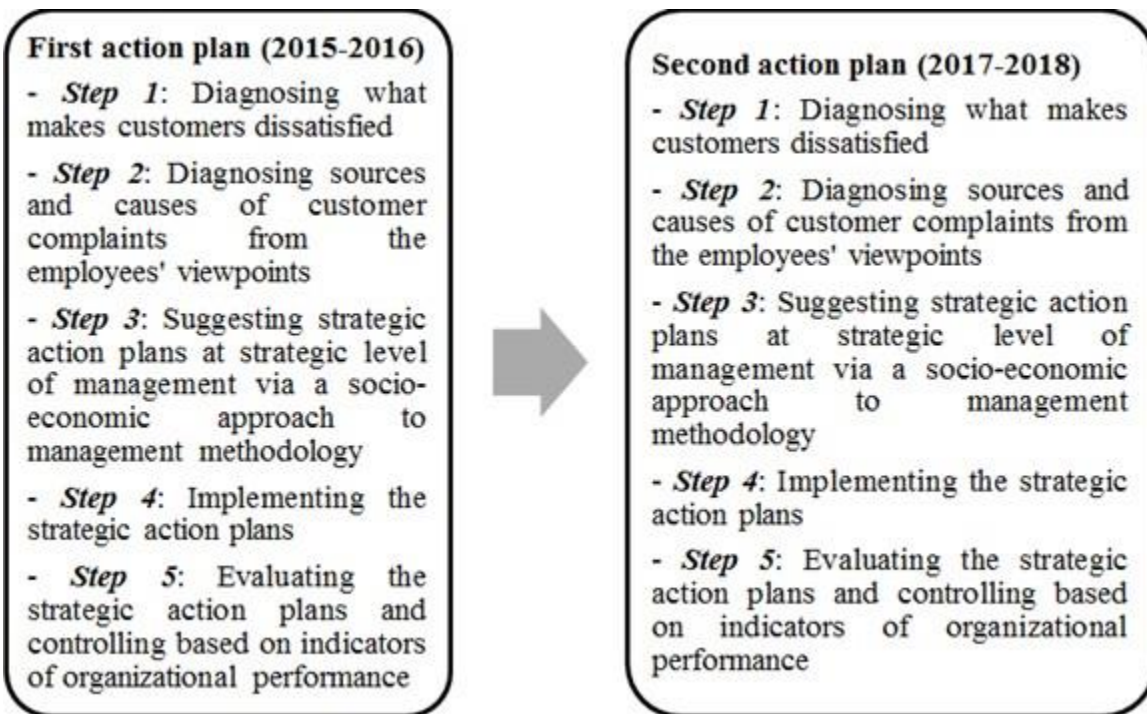 First action plan (2015-2016)
- Step 1: Diagnosing what
makes customers dissatisfied
- Step 2: Diagnosing sources
and causes of customer
complaints from the
employees' viewpoints
- Step 3: Suggesting strategic
action plans at strategic level
of management via a socio-
economic approach to
management methodology
- Step 4: Implementing the
strategic action plans
- Step 5: Evaluating the
strategic action plans and
controlling based on indicators
of organizational performance
Second action plan (2017-2018)
- Step 1: Diagnosing what makes
customers dissatisfied
- Step 2: Diagnosing sources and
causes of customer complaints from
the employees' viewpoints
- Step 3: Suggesting strategic action
plans at strategic level of
management via a socio-economic
approach to management
methodology
- Step 4: Implementing the strategic
action plans
- Step 5: Evaluating the strategic
action plans and controlling based
on indicators of organizational
performance